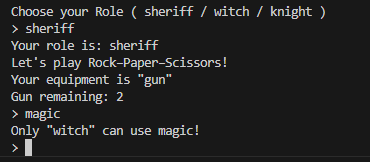 Choose your Role ( sheriff / witch / knight )
> sheriff
Your role is: sheriff
Let's play Rock–Paper–Scissors!
Your equipment is "gun"
Gun remaining: 2
> magic
Only "witch" can use magic!
>